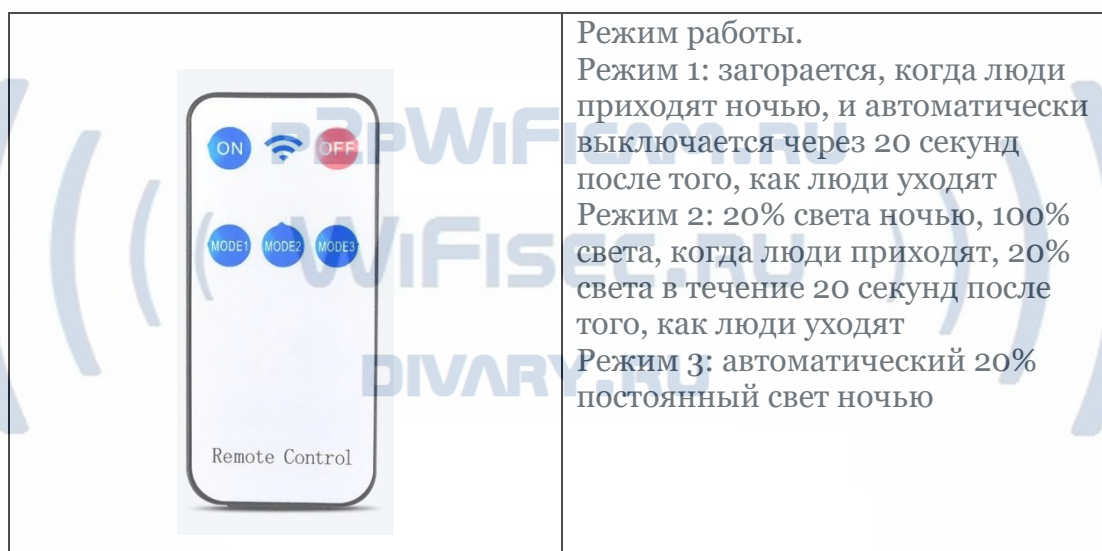 ON OFF
MODE1 MODE2 MODE3
Remote Control
Режим работы.
Режим 1: загорается, когда люди
приходят ночью, и автоматически
выключается через 20 секунд
после того, как люди уходят
Режим 2: 20% света ночью, 100%
света, когда люди приходят, 20%
света в течение 20 секунд после
того, как люди уходят
Режим 3: автоматический 20%
постоянный свет ночью
P2PWIFICAM.RU
WIFISEC.RU
DIVARY.RU